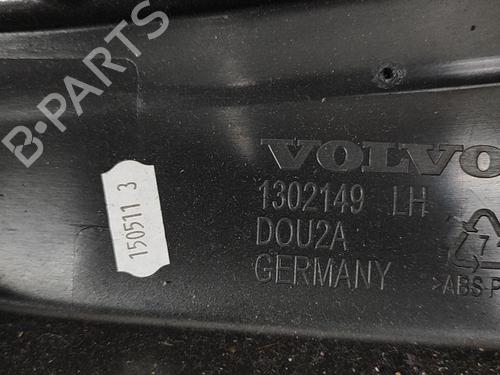 B-PARTS
VOLVO
1302149 LH
DOU2A
GERMANY
7
>ABS P
150511 3